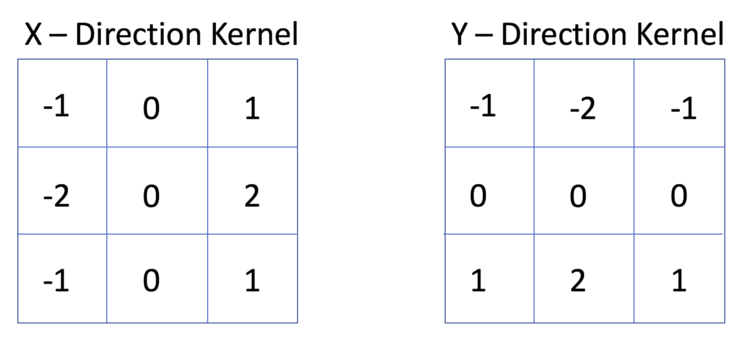 X – Direction Kernel
-1 0 1
-2 0 2
-1 0 1
Y – Direction Kernel
-1 -2 -1
0 0 0
1 2 1